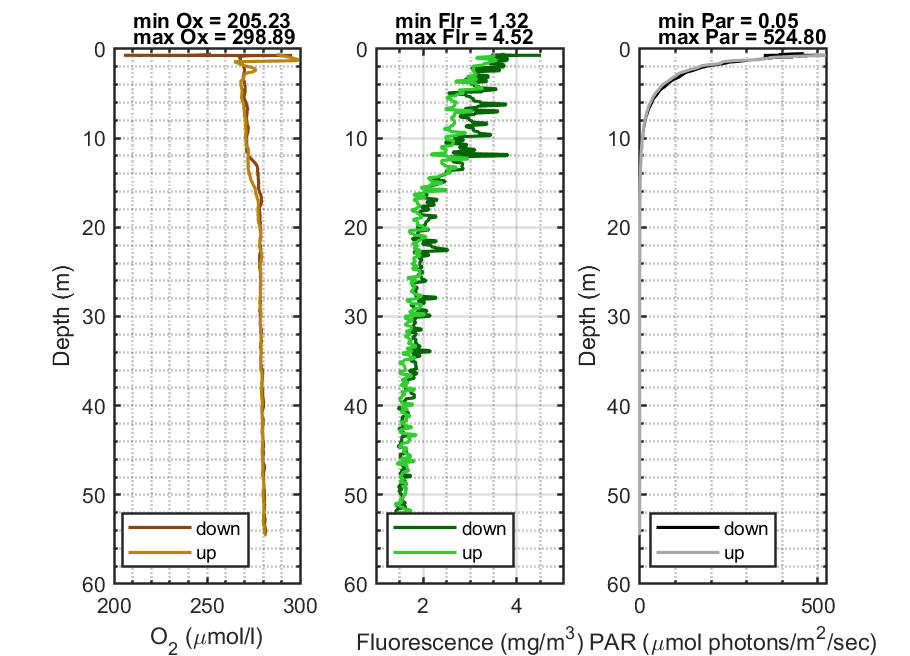 min Ox = 205.23
max Ox = 298.89
0
10
20
30
40
50
60
200
250
300
Depth (m)
O2 (μmol/l)
down
up
min Flr = 1.32
max Flr = 4.52
0
10
20
30
40
50
60
2
4
Fluorescence (mg/m3)
down
up
min Par = 0.05
max Par = 524.80
0
10
20
30
40
50
60
0
500
Depth (m)
PAR (μmol photons/m2/sec)
down
up